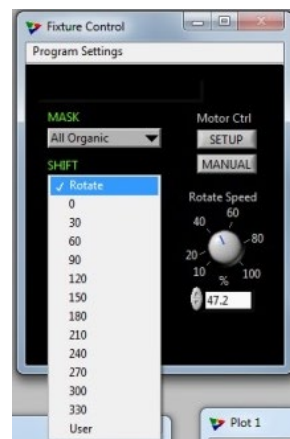 Fixture Control
Program Settings
MASK
All Organic
SHIFT
✓ Rotate
0
30
60
90
120
150
180
210
240
270
300
330
User
Motor Ctrl
SETUP
MANUAL
Rotate Speed
60
40
80
20
10
100
%
47.2
Plot 1